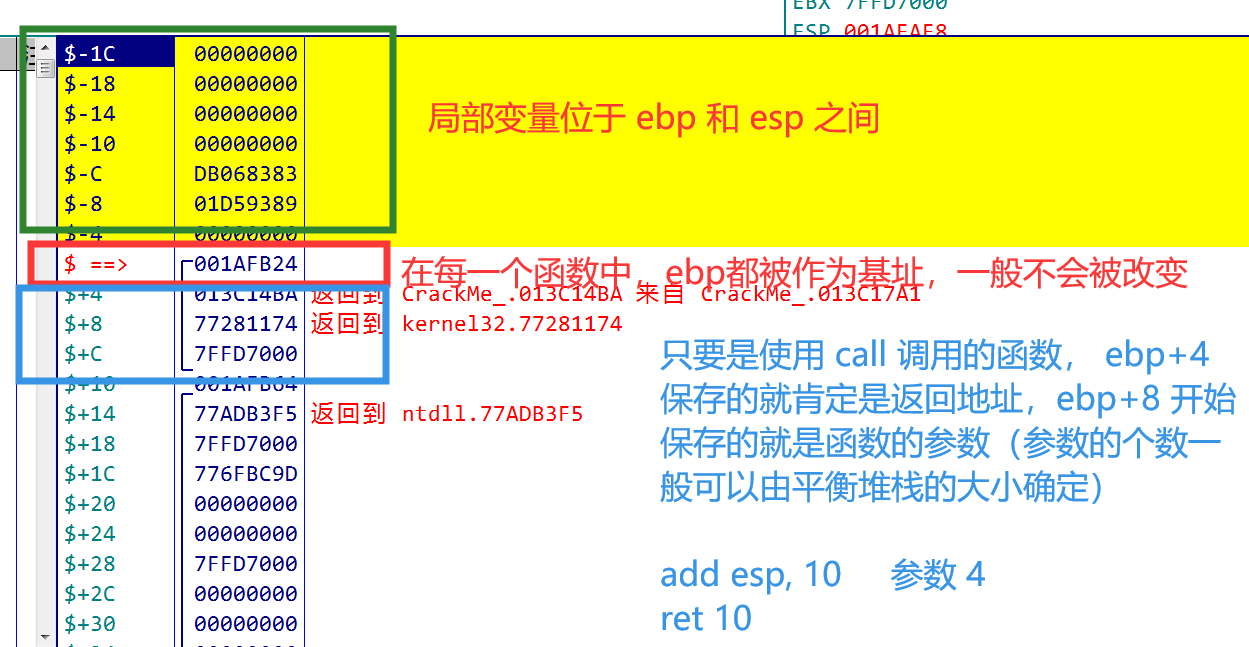 EBX 7FFD7000
ESP 001AFAF8
$-1C 00000000
$-18 00000000
$-14 00000000
$-10 00000000
$-C DB068383
$-8 01D59389
$-4 00000000
局部变量位于 ebp 和 esp 之间
$ ==> 001AFB24
在每一个函数中，ebp都被作为基址，一般不会被改变
$+4 013C14BA 返回到 CrackMe_.013C14BA 来自 CrackMe_.013C17A1
$+8 77281174 返回到 kernel32.77281174
$+C 7FFD7000
$+10 001AFB64
$+14 77ADB3F5 返回到 ntdll.77ADB3F5
$+18 7FFD7000
$+1C 776FBC9D
$+20 00000000
$+24 00000000
$+28 7FFD7000
$+2C 00000000
$+30 00000000
只要是使用 call 调用的函数， ebp+4
保存的就肯定是返回地址，ebp+8 开始
保存的就是函数的参数（参数的个数一
般可以由平衡堆栈的大小确定）
add esp, 10 参数 4
ret 10